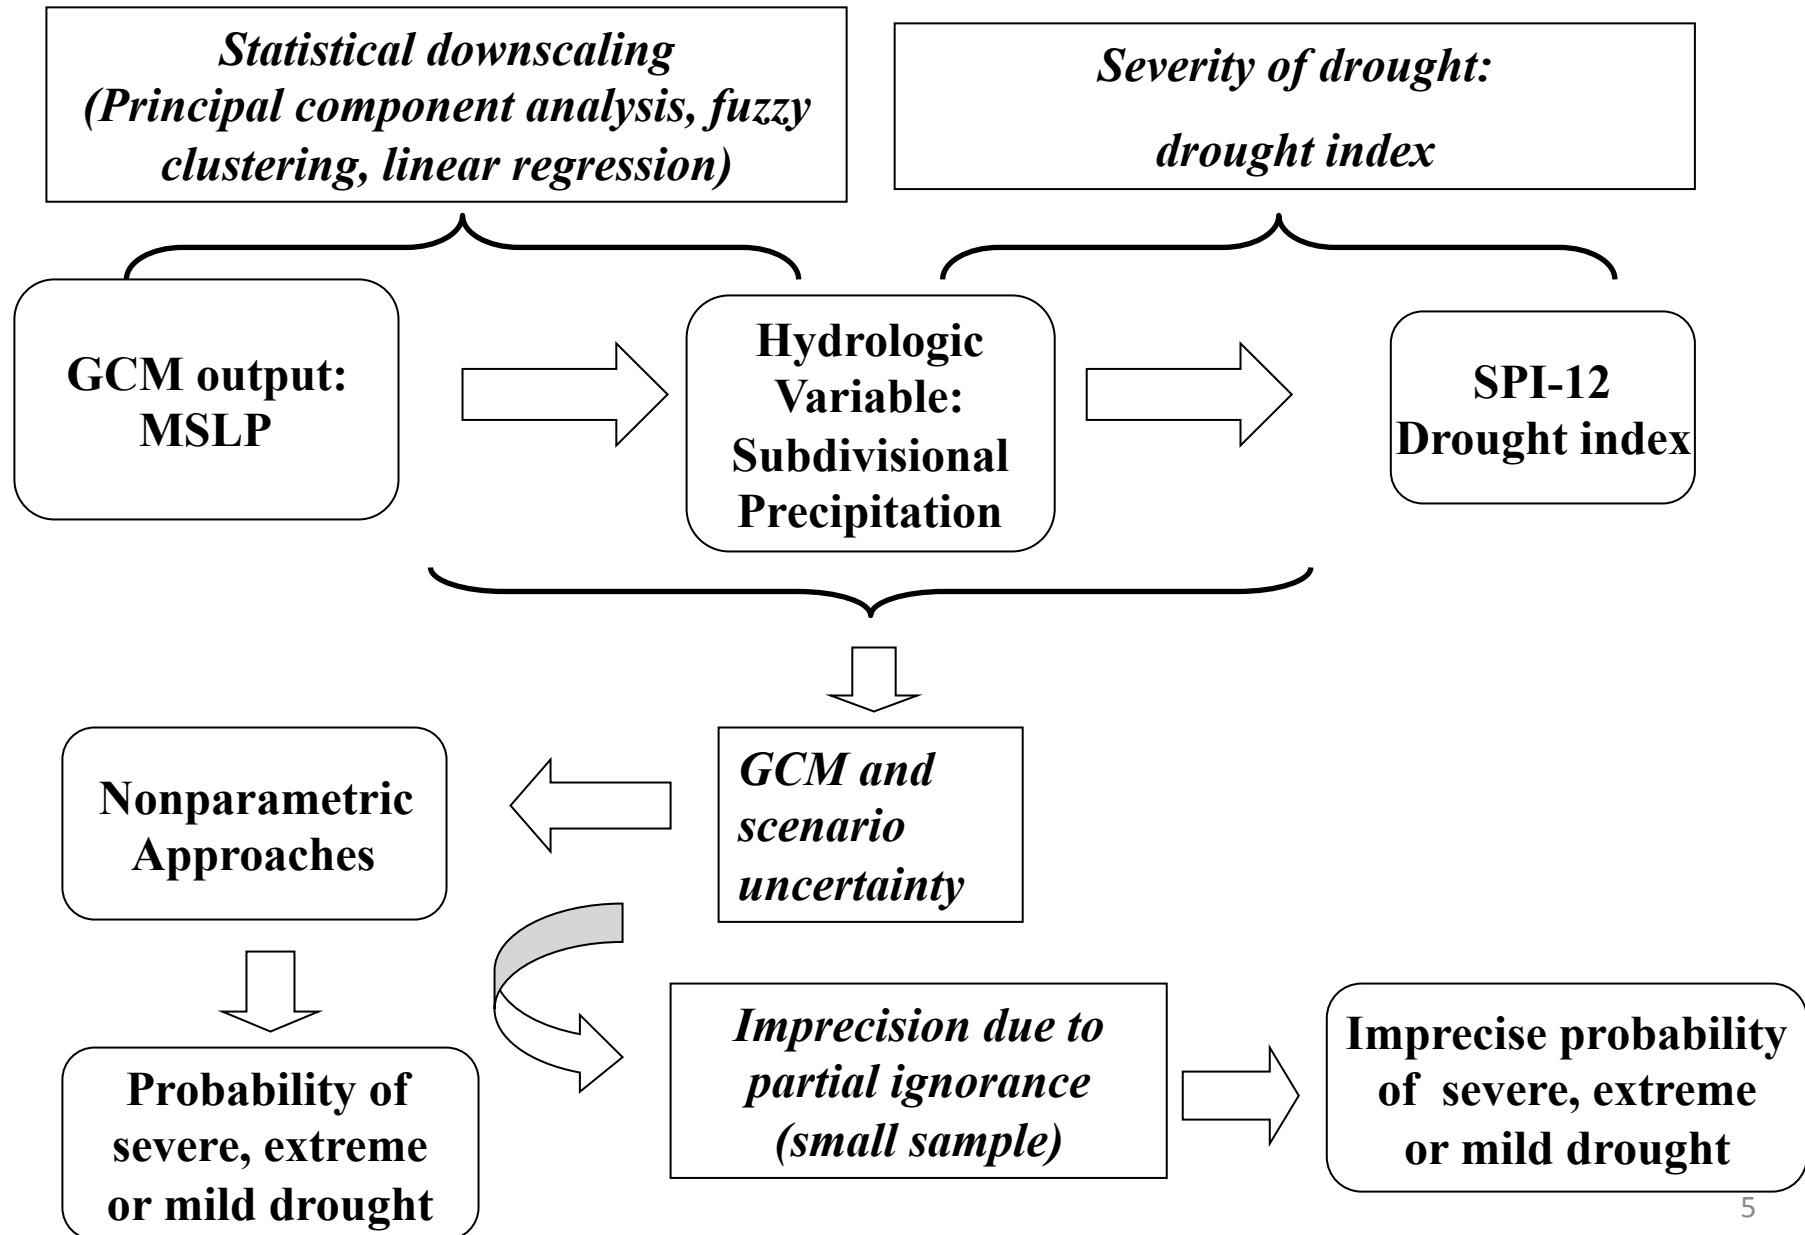 Statistical downscaling
(Principal component analysis, fuzzy
clustering, linear regression)
Severity of drought:
drought index
GCM output:
MSLP
Hydrologic
Variable:
Subdivisional
Precipitation
SPI-12
Drought index
Nonparametric
Approaches
GCM and
scenario
uncertainty
Probability of
severe, extreme
or mild drought
Imprecision due to
partial ignorance
(small sample)
Imprecise probability
of severe, extreme
or mild drought
5